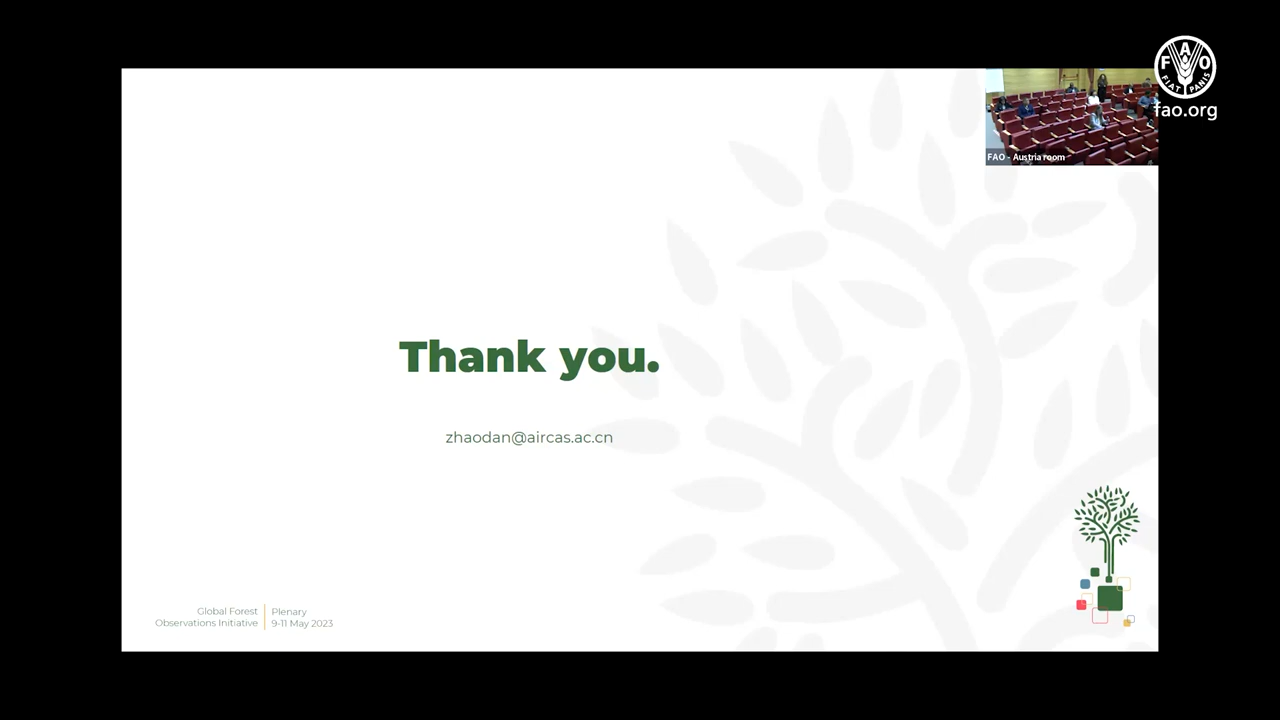 FAO
FIAT PANIS
fao.org
FAO - Austria room
Thank you.
zhaodan@aircas.ac.cn
Global Forest
Observations Initiative
Plenary
9-11 May 2023